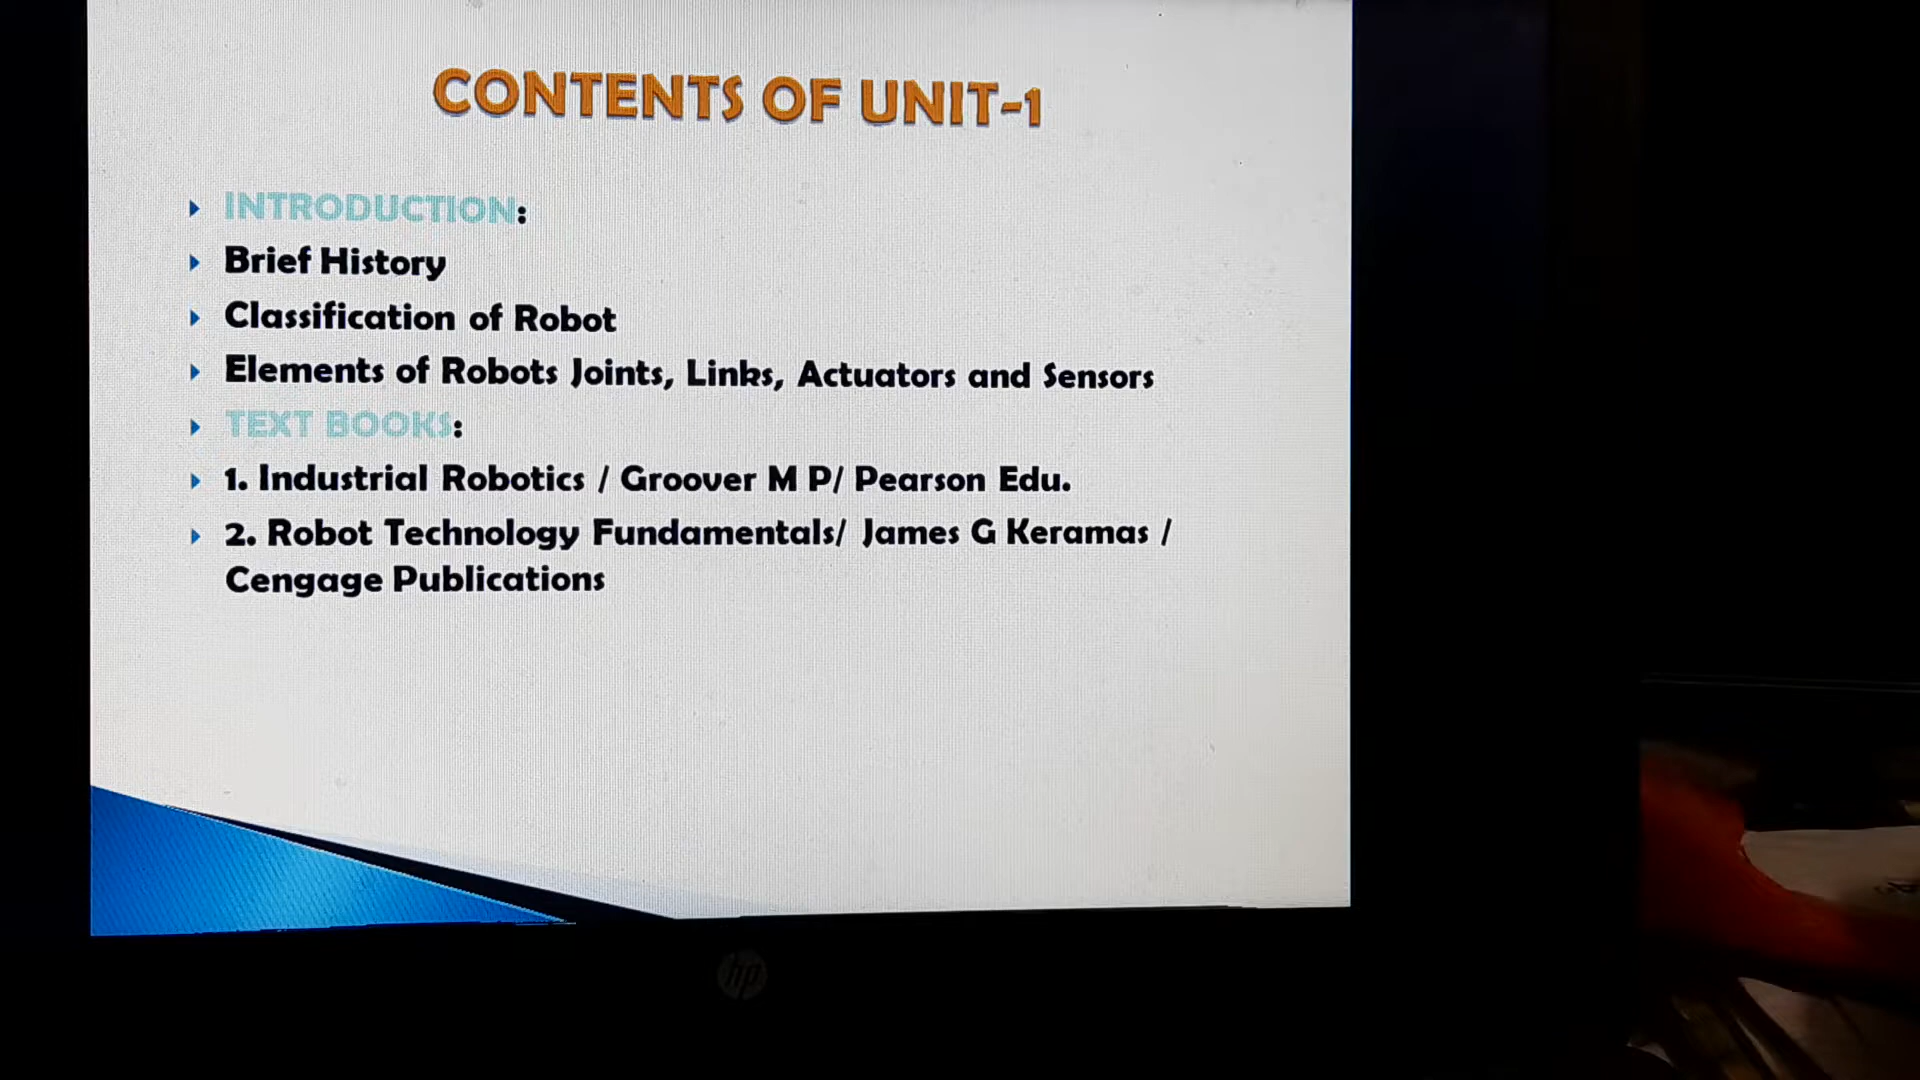 CONTENTS OF UNIT-1
INTRODUCTION:
Brief History
Classification of Robot
Elements of Robots Joints, Links, Actuators and Sensors
TEXT BOOKS:
1. Industrial Robotics / Groover M P/ Pearson Edu.
2. Robot Technology Fundamentals/ James G Keramas /
Cengage Publications
hp